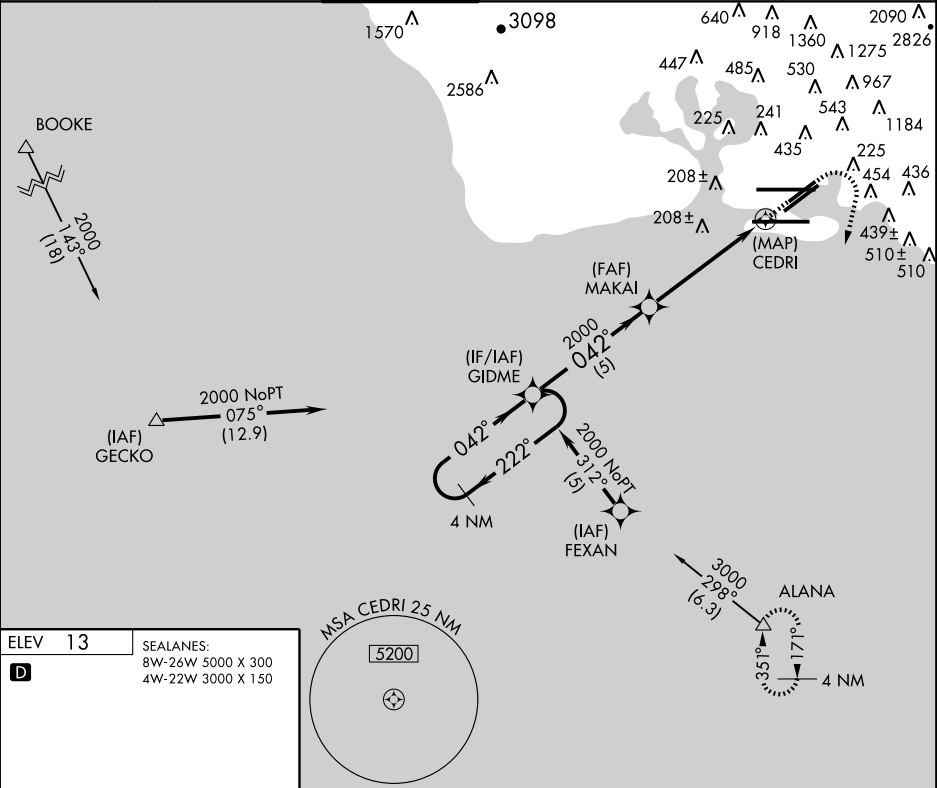 1570
3098
640
918
1360
2090
2826
1275
447
485
530
967
2586
543
1184
225
241
435
225
454
436
208±
208±
439±
510±
510
BOOKE
2000
143°
(18)
(MAP)
CEDRI
(FAF)
MAKAI
2000
042°
(5)
(IF/IAF)
GIDME
2000 NoPT
075°
(12.9)
(IAF)
GECKO
042°
222°
4 NM
2000 NoPT
312°
(5)
(IAF)
FEXAN
3000
298°
(6.3)
ALANA
351°
171°
4 NM
MSA CEDRI 25 NM
5200
ELEV 13
D
SEALANES:
8W-26W 5000 X 300
4W-22W 3000 X 150